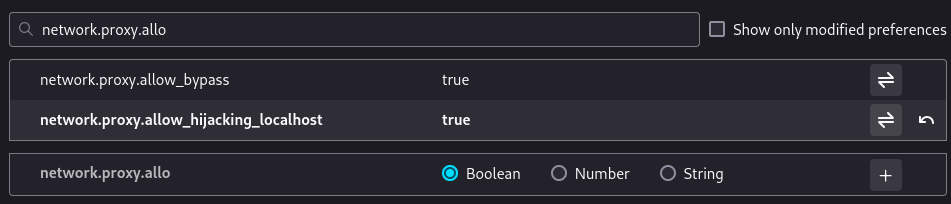 network.proxy.allo
Show only modified preferences
network.proxy.allow_bypass true
network.proxy.allow_hijacking_localhost true
network.proxy.allo Boolean Number String